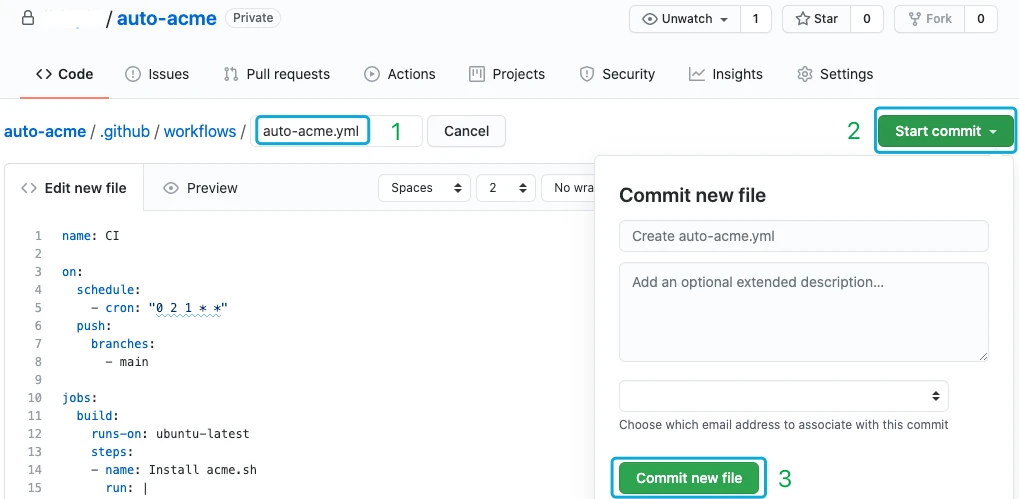 / auto-acme Private Unwatch 1 Star 0 Fork 0
Code Issues Pull requests Actions Projects Security Insights Settings
auto-acme / .github / workflows / auto-acme.yml 1 Cancel 2 Start commit
Edit new file Preview Spaces 2 No wra
Commit new file
Create auto-acme.yml
Add an optional extended description...
Choose which email address to associate with this commit
Commit new file 3
1 name: CI
2
3 on:
4 schedule:
5 - cron: "0 2 1 * *"
6 push:
7 branches:
8 - main
9
10 jobs:
11 build:
12 runs-on: ubuntu-latest
13 steps:
14 - name: Install acme.sh
15 run: |